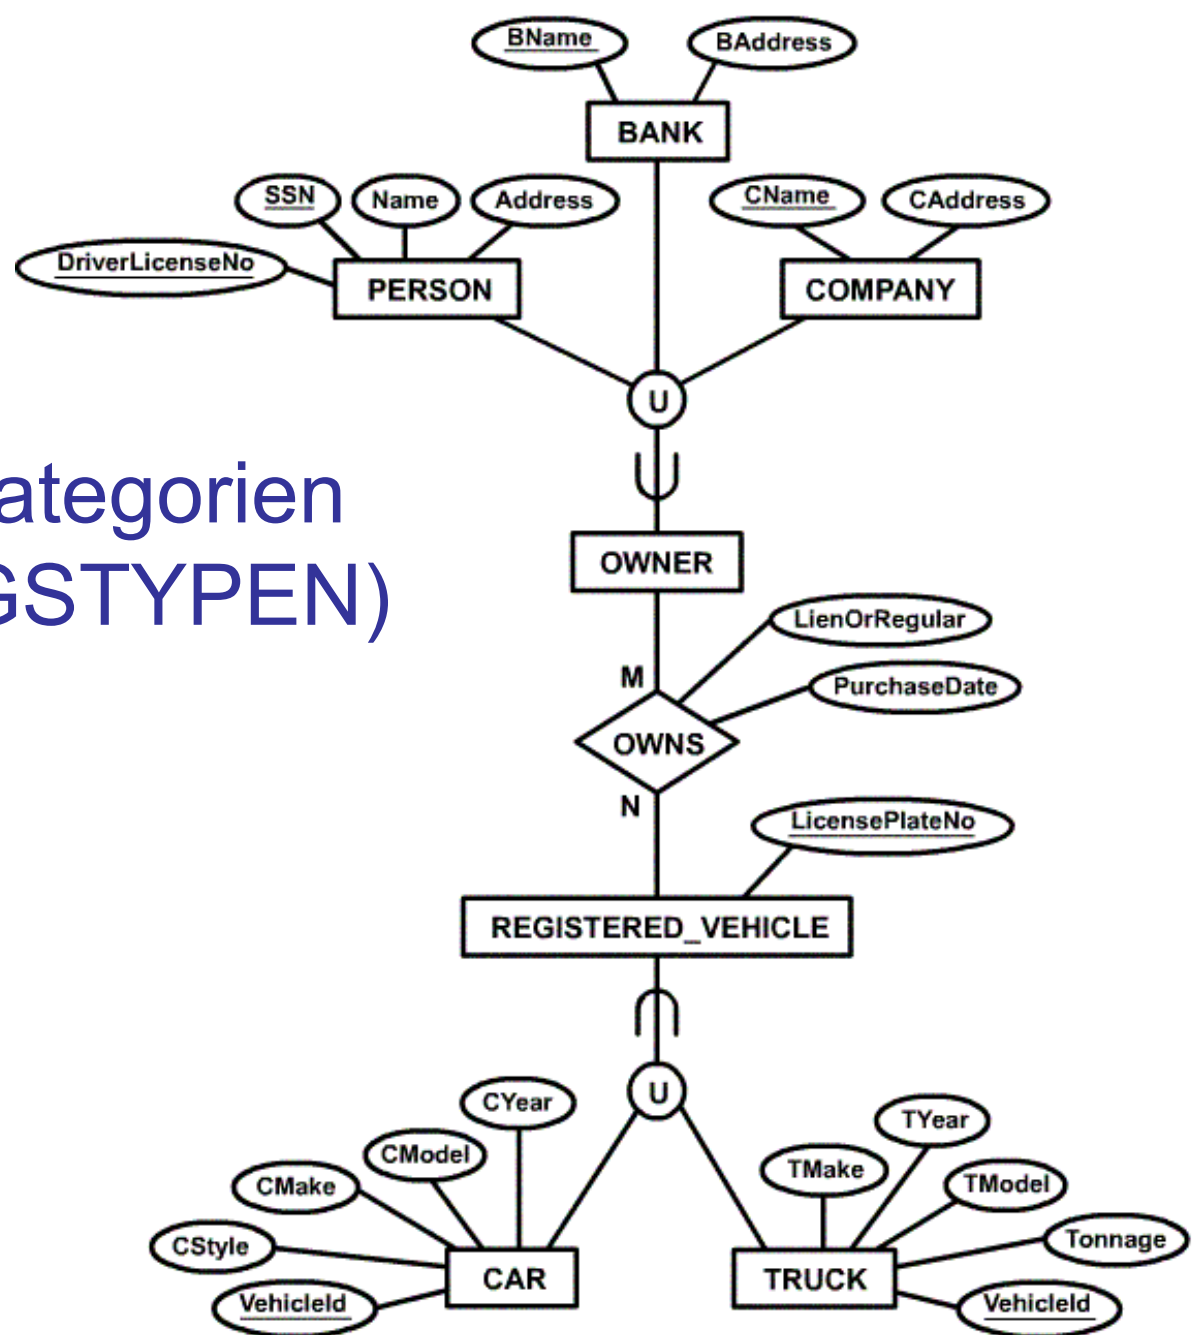 BName
BAddress
BANK
SSN
Name
Address
CName
CAddress
DriverLicenseNo
PERSON
COMPANY
U
ategorien
GSTYPEN)
OWNER
LienOrRegular
M
PurchaseDate
OWNS
N
LicensePlateNo
REGISTERED_VEHICLE
U
CYear
TYear
CModel
TMake
CMake
TModel
CStyle
Tonnage
CAR
TRUCK
VehicleId
VehicleId